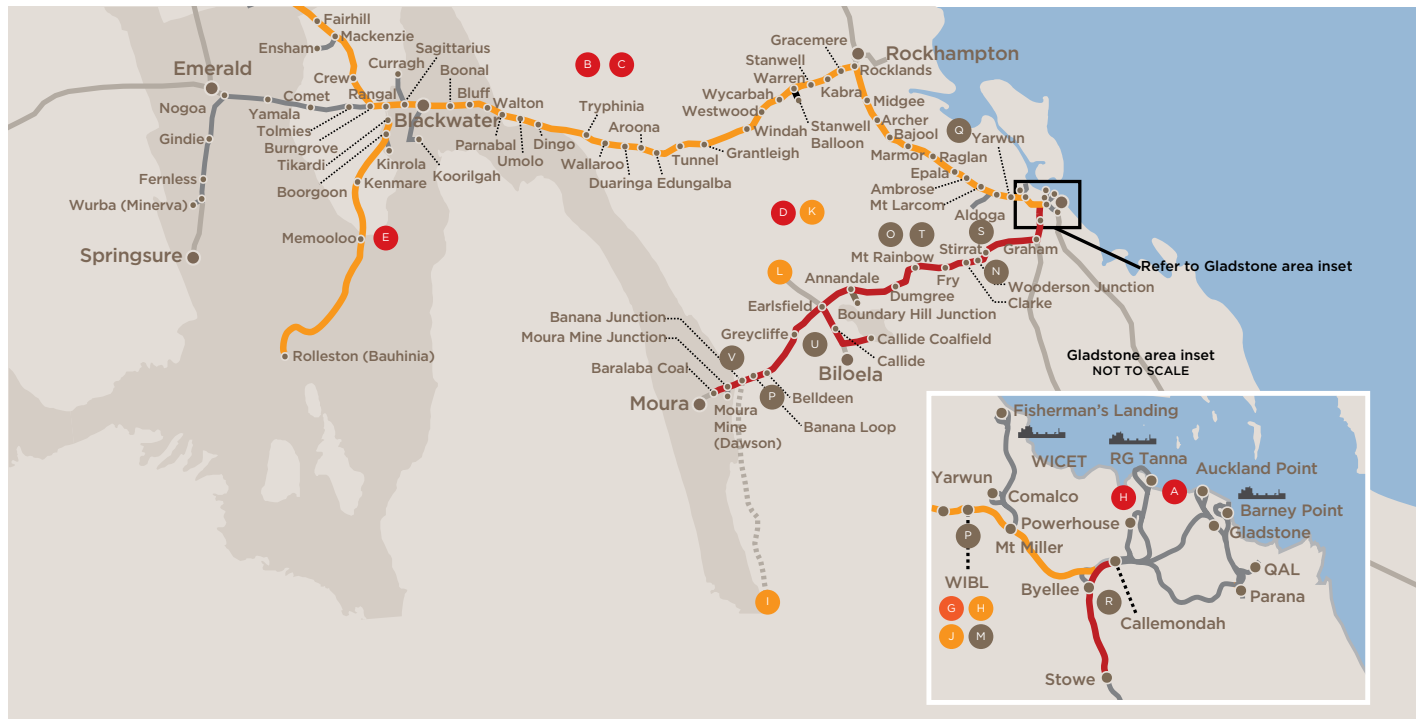 Fairhill
Mackenzie
Ensham
Sagittarius
Curragh
Crew
Boonal
Emerald
Comet
Rangal
Bluff
Nogoa
Yamala
Blackwater
Walton
Tolmies
Gindie
Burngrove
Parnabal
Dingo
Tikardi
Umolo
Kinrola
Koorilgah
Fernless
Boorgoon
Kenmare
Wurba (Minerva)
Memooloo
E
Springsure
Rolleston (Bauhinia)
B
C
Tryphinia
Aroona
Wallaroo
Tunnel
Duaringa
Edungalba
Grantleigh
Windah
Westwood
Wycarbah
Warren
Stanwell
Gracemere
Rockhampton
Rocklands
Kabra
Stanwell
Balloon
Midgee
Archer
Bajool
Marmor
Raglan
Q
Yarwun
Epala
Ambrose
Mt Larcom
Aldoga
D
K
O
T
S
Mt Rainbow
Stirrat
Graham
L
Annandale
Fry
N
Wooderson Junction
Clarke
Dumgree
Earlsfield
Boundary Hill Junction
Refer to Gladstone area inset
Banana Junction
Greycliffe
Callide Coalfield
Moura Mine Junction
U
Callide
Baralaba Coal
V
Biloela
Moura
P
Belldeen
Moura
Mine
(Dawson)
Banana Loop
I
Gladstone area inset
NOT TO SCALE
Fisherman's Landing
WICET
RG Tanna
Auckland Point
Yarwun
Comalco
H
A
Barney Point
Powerhouse
Gladstone
P
Mt Miller
WIBL
QAL
Byellee
R
Parana
G
H
Callemondah
J
M
Stowe